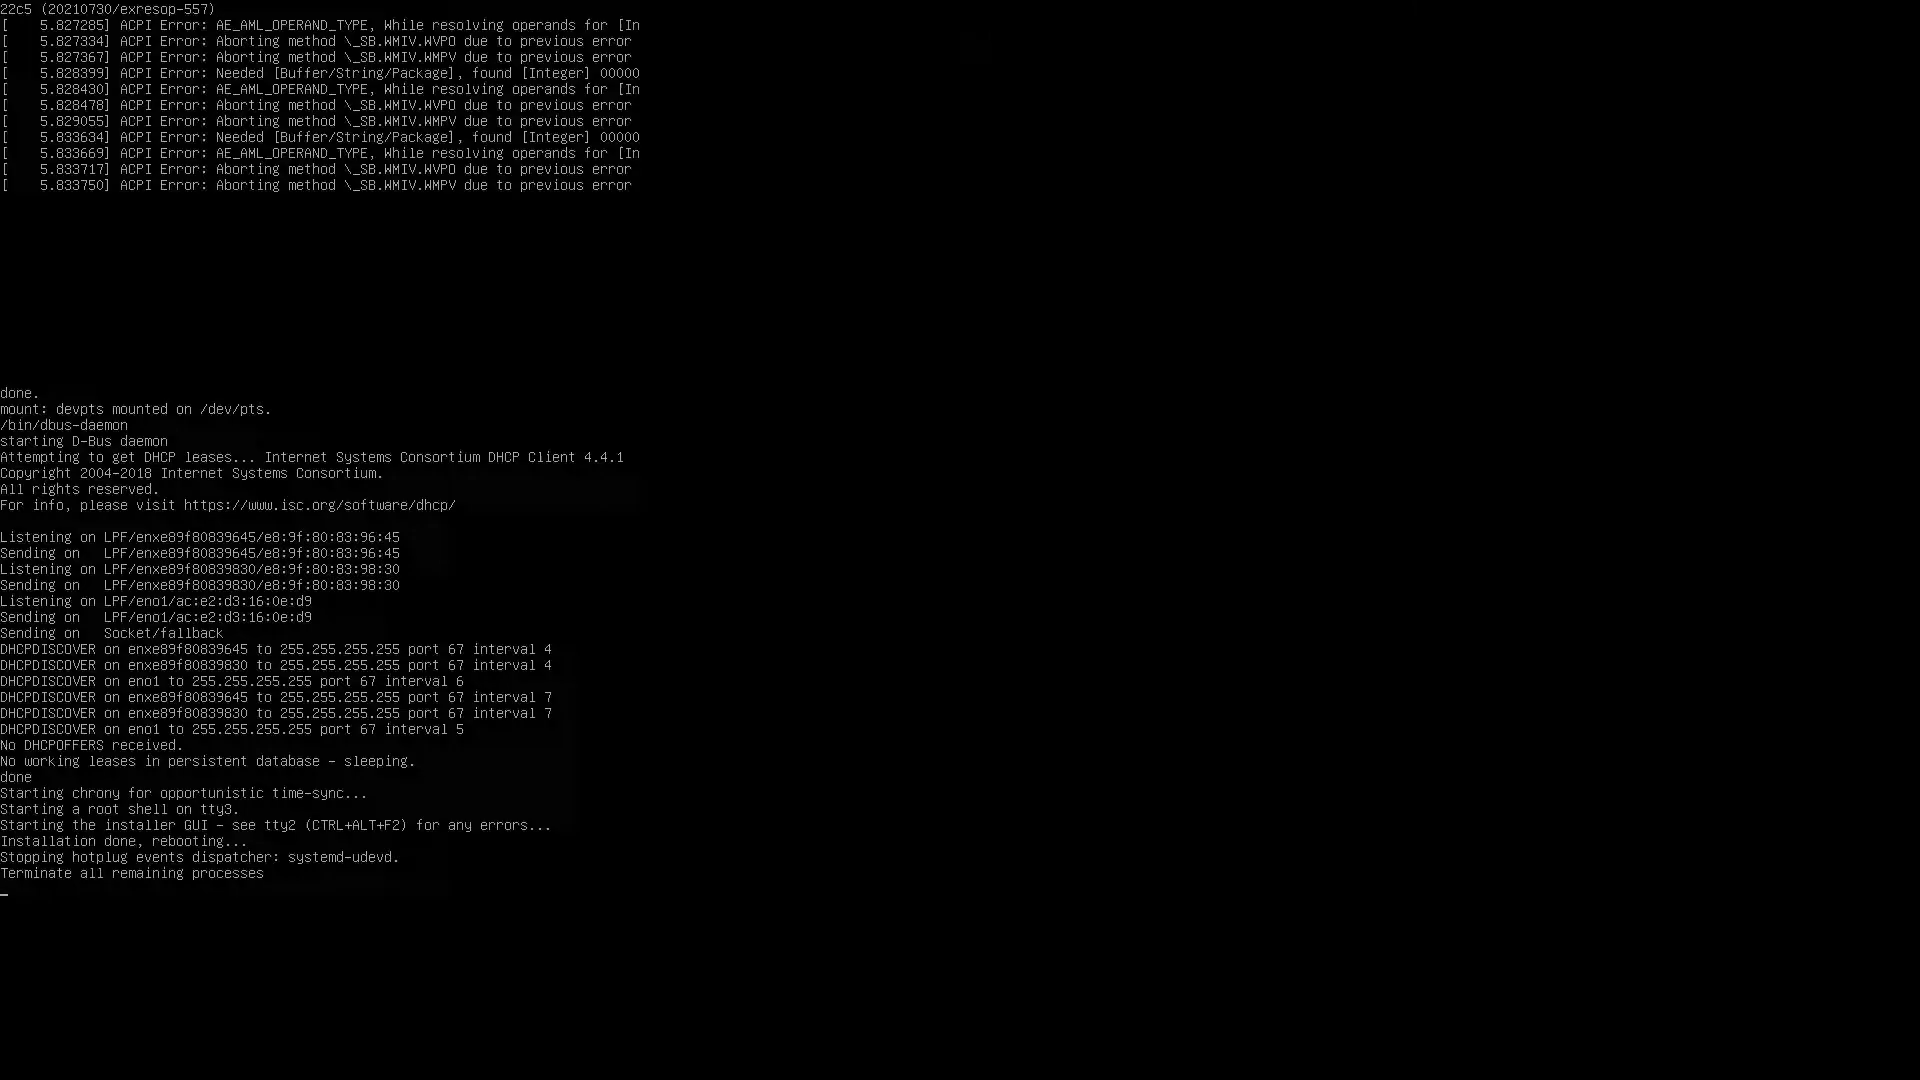 22c5 (20210730/exresop-557)
[    5.827285] ACPI Error: AE_AML_OPERAND_TYPE, While resolving operands for [In
[    5.827334] ACPI Error: Aborting method \_SB.WMIV.WVPO due to previous error
[    5.827367] ACPI Error: Aborting method \_SB.WMIV.WMPV due to previous error
[    5.828399] ACPI Error: Needed [Buffer/String/Package], found [Integer] 00000
[    5.828430] ACPI Error: AE_AML_OPERAND_TYPE, While resolving operands for [In
[    5.828478] ACPI Error: Aborting method \_SB.WMIV.WVPO due to previous error
[    5.829055] ACPI Error: Aborting method \_SB.WMIV.WMPV due to previous error
[    5.833634] ACPI Error: Needed [Buffer/String/Package], found [Integer] 00000
[    5.833669] ACPI Error: AE_AML_OPERAND_TYPE, While resolving operands for [In
[    5.833717] ACPI Error: Aborting method \_SB.WMIV.WVPO due to previous error
[    5.833750] ACPI Error: Aborting method \_SB.WMIV.WMPV due to previous error
done.
mount: devpts mounted on /dev/pts.
/bin/dbus-daemon
starting D-Bus daemon
Attempting to get DHCP leases... Internet Systems Consortium DHCP Client 4.4.1
Copyright 2004-2018 Internet Systems Consortium.
All rights reserved.
For info, please visit https://www.isc.org/software/dhcp/
Listening on LPF/enxe89f80839645/e8:9f:80:83:96:45
Sending on   LPF/enxe89f80839645/e8:9f:80:83:96:45
Listening on LPF/enxe89f80839830/e8:9f:80:83:98:30
Sending on   LPF/enxe89f80839830/e8:9f:80:83:98:30
Listening on LPF/eno1/ac:e2:d3:16:0e:d9
Sending on   LPF/eno1/ac:e2:d3:16:0e:d9
Sending on   Socket/fallback
DHCPDISCOVER on enxe89f80839645 to 255.255.255.255 port 67 interval 4
DHCPDISCOVER on enxe89f80839830 to 255.255.255.255 port 67 interval 4
DHCPDISCOVER on eno1 to 255.255.255.255 port 67 interval 6
DHCPDISCOVER on enxe89f80839645 to 255.255.255.255 port 67 interval 7
DHCPDISCOVER on enxe89f80839830 to 255.255.255.255 port 67 interval 7
DHCPDISCOVER on eno1 to 255.255.255.255 port 67 interval 5
No DHCPOFFERS received.
No working leases in persistent database - sleeping.
done
Starting chrony for opportunistic time-sync...
Starting a root shell on tty3.
Starting the installer GUI - see tty2 (CTRL+ALT+F2) for any errors...
Installation done, rebooting...
Stopping hotplug events dispatcher: systemd-udevd.
Terminate all remaining processes